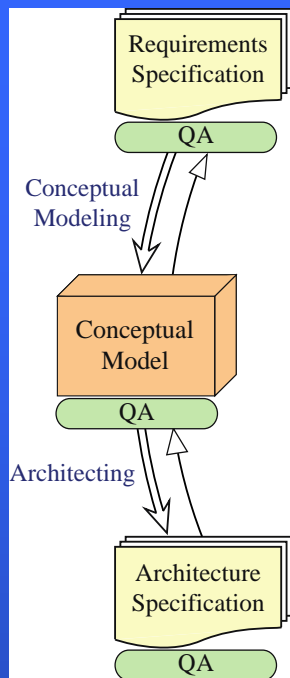 Requirements
Specification
QA
Conceptual
Modeling
Conceptual
Model
QA
Architecting
Architecture
Specification
QA